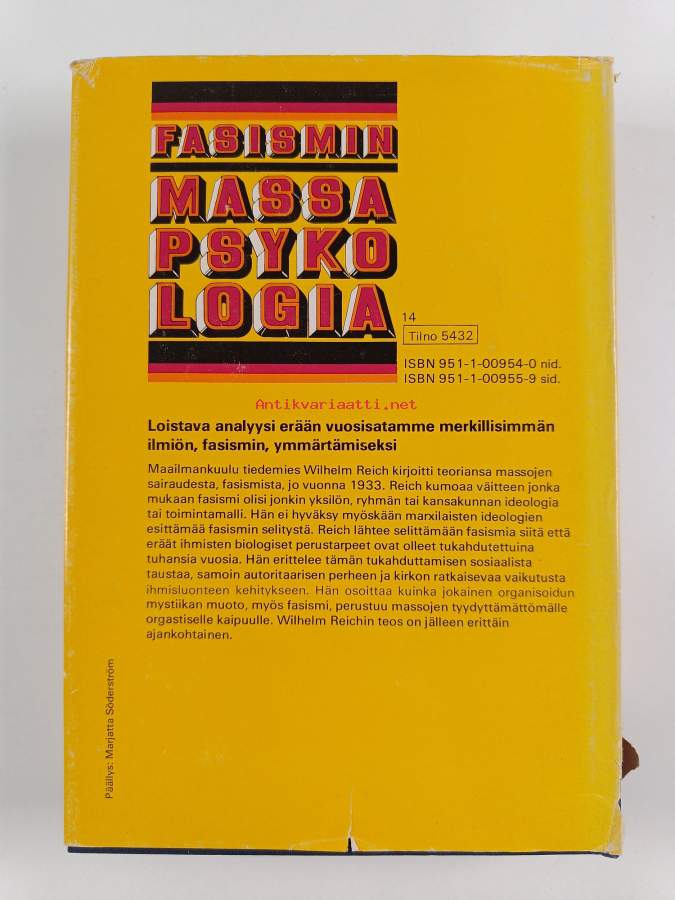 FASISMIN
MASSA
PSYKO
LOGIA
14
Tilno 5432
ISBN 951-1-00954-0 nid.
ISBN 951-1-00955-9 sid.
Antikvariaatti.net
Loistava analyysi erään vuosisatamme merkillisimmän
ilmiön, fasismin, ymmärtämiseksi
Maailmankuulu tiedemies Wilhelm Reich kirjoitti teoriansa massojen
sairaudesta, fasismista, jo vuonna 1933. Reich kumoaa väitteen jonka
mukaan fasismi olisi jonkin yksilön, ryhmän tai kansakunnan ideologia
tai toimintamalli. Hän ei hyväksy myöskään marxilaisten ideologien
esittämää fasismin selitystä. Reich lähtee selittämään fasismia siitä että
eräät ihmisten biologiset perustarpeet ovat olleet tukahdutettuina
tuhansia vuosia. Hän erittelee tämän tukahduttamisen sosiaalista
taustaa, samoin autoritaarisen perheen ja kirkon ratkaisevaa vaikutusta
ihmisluonteen kehitykseen. Hän osoittaa kuinka jokainen organisoidun
mystiikan muoto, myös fasismi, perustuu massojen tyydyttämättömälle
orgastiselle kaipuulle. Wilhelm Reichin teos on jälleen erittäin
ajankohtainen.
Päällys: Marjatta Söderström